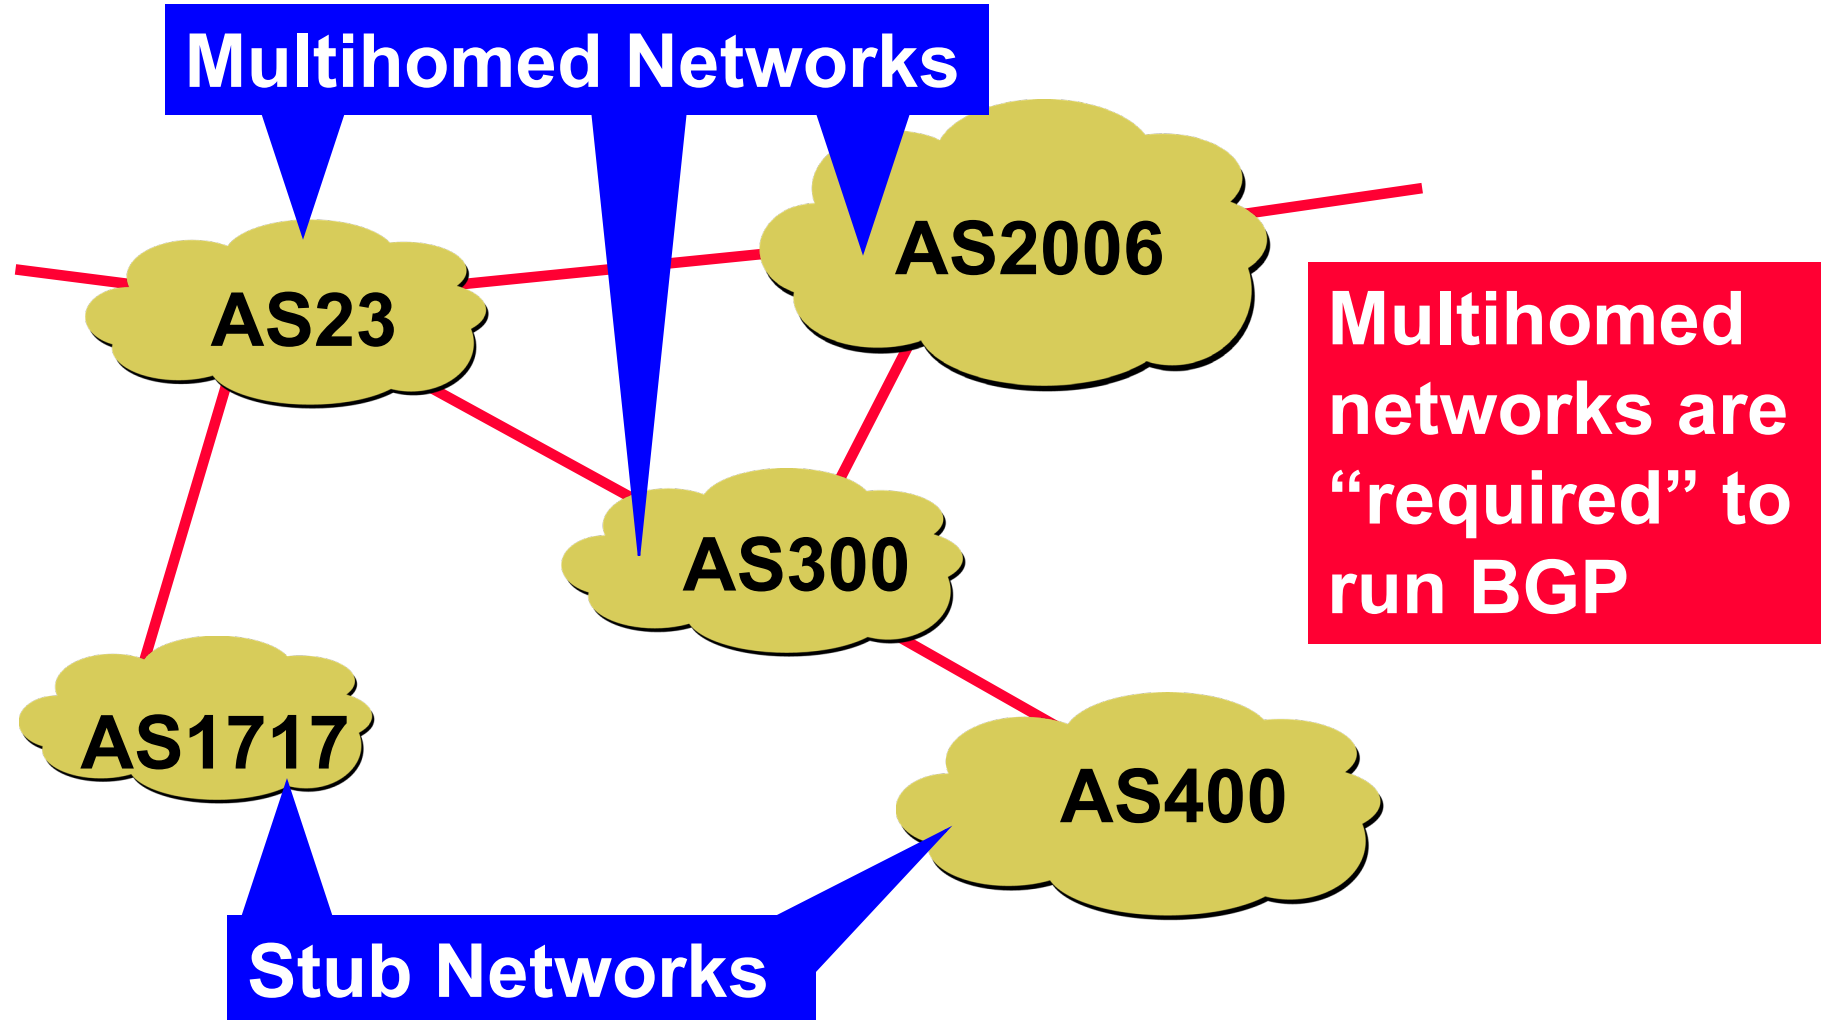 Multihomed Networks
AS2006
AS23
Multihomed
networks are
“required” to
run BGP
AS300
AS1717
AS400
Stub Networks